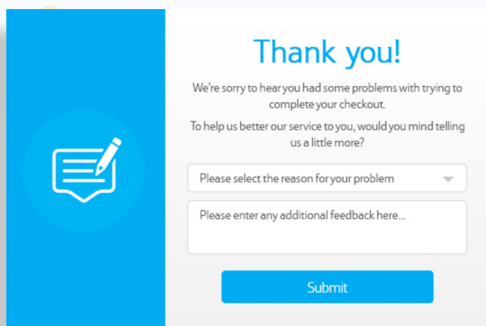 Thank you!
We're sorry to hear you had some problems with trying to
complete your checkout.
To help us better our service to you, would you mind telling
us a little more?
Please select the reason for your problem
Please enter any additional feedback here...
Submit